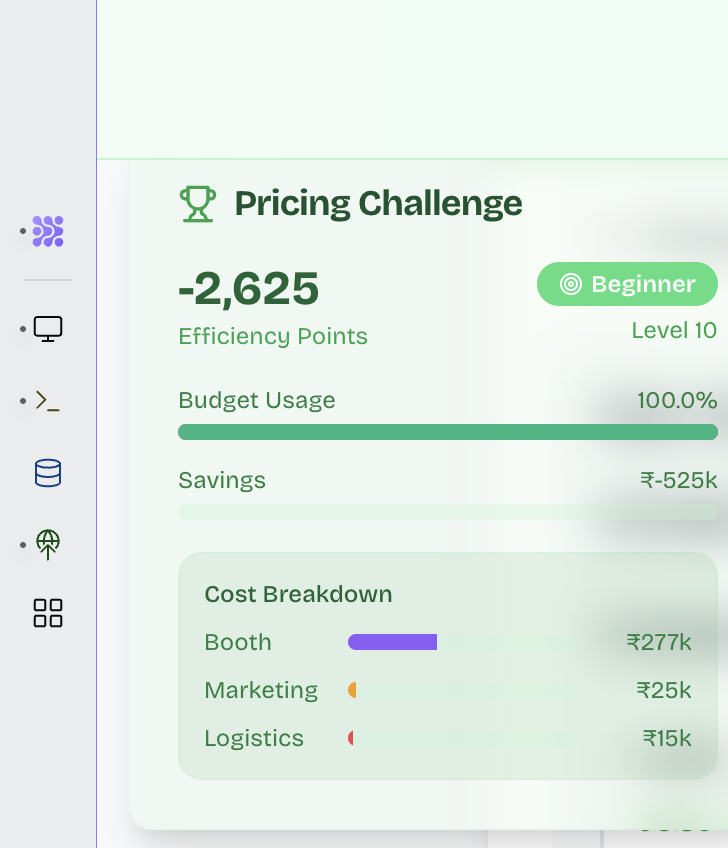 Pricing Challenge
-2,625
Beginner
Efficiency Points
Level 10
Budget Usage
100.0%
Savings
₹-525k
Cost Breakdown
Booth
₹277k
Marketing
₹25k
Logistics
₹15k